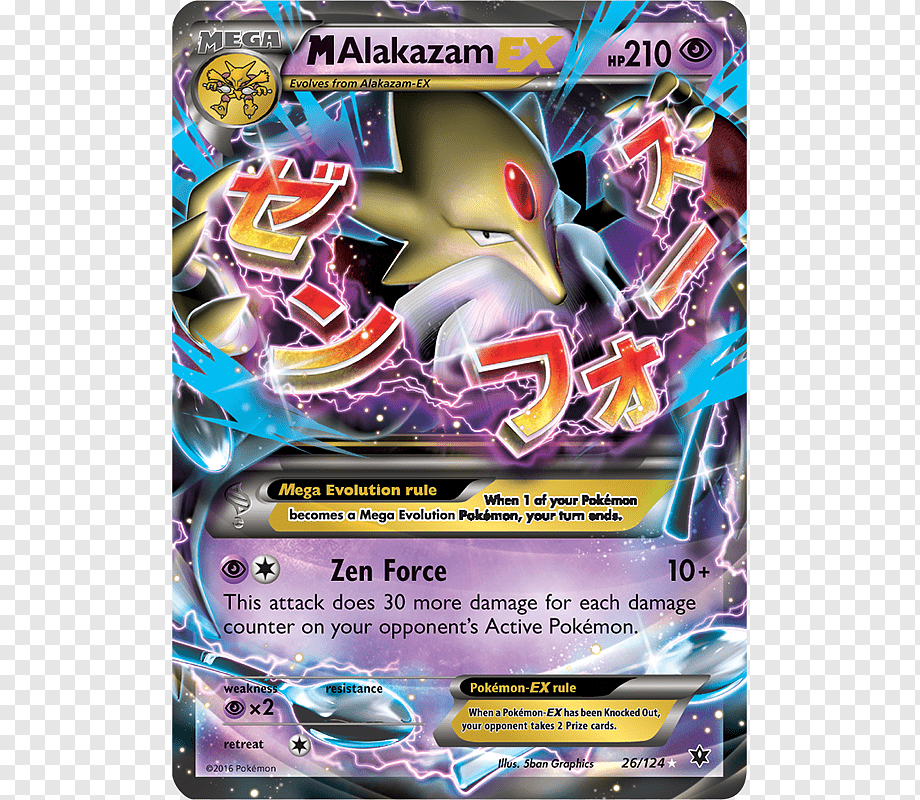 MEGA
M Alakazam EX HP210
Evolves from Alakazam-EX
ゼンフォース
Mega Evolution rule
When 1 of your Pokémon
becomes a Mega Evolution Pokémon, your turn ends.
Zen Force 10+
This attack does 30 more damage for each damage
counter on your opponent's Active Pokémon.
weakness resistance
×2
retreat
Pokémon-EX rule
When a Pokémon-EX has been Knocked Out,
your opponent takes 2 Prize cards.
©2016 Pokémon
Illus. 5ban Graphics 26/124